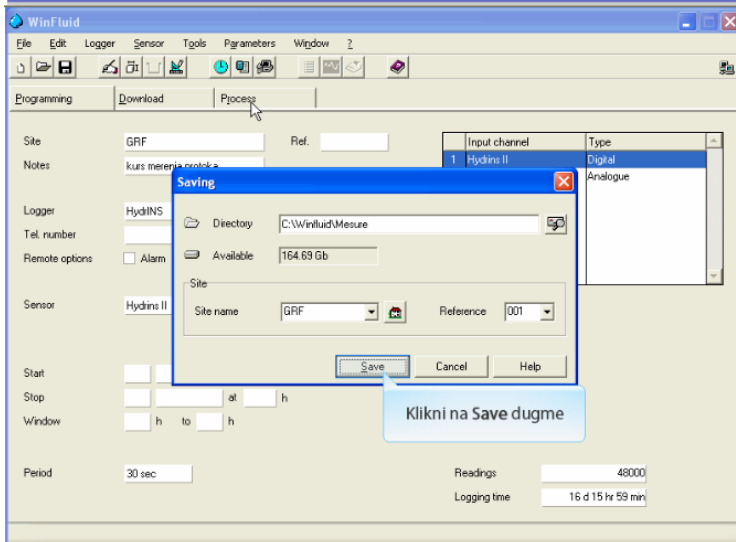 WinFluid
File Edit Logger Sensor Tools Parameters Window ?
Programming Download Process
Site GRF Ref.
Notes kurs merenja protoka
Input channel Type
1 Hydrins II Digital
Analogue
Saving
Directory C:\Winfluid\Mesure
Available 164.69 Gb
Site
Site name GRF Reference 001
Save Cancel Help
Logger HydrINS
Tel. number
Remote options Alarm
Sensor Hydrins II
Start
Stop at h
Window h to h
Klikni na Save dugme
Period 30 sec
Readings 48000
Logging time 16 d 15 hr 59 min